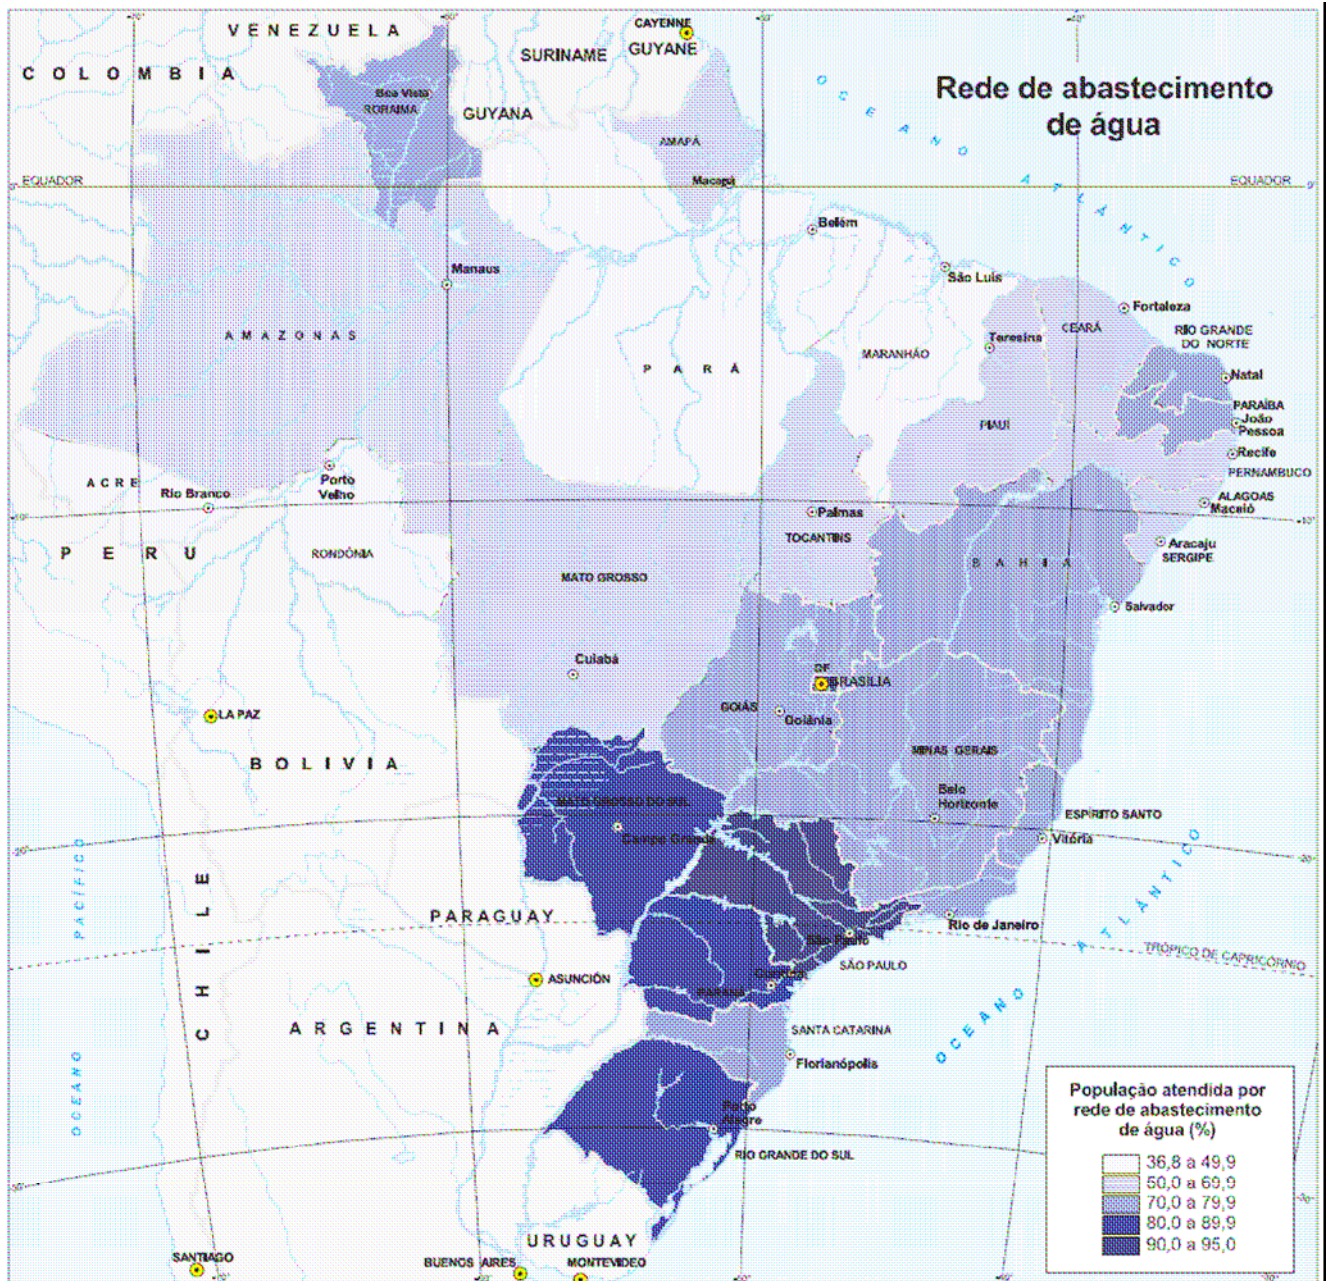 Rede de abastecimento
de água
VENEZUELA
COLOMBIA
CAYENNE
GUYANE
SURINAME
GUYANA
Boa Vista
RORAIMA
AMAPÁ
Macapá
OCEANO ATLÂNTICO
EQUADOR
EQUADOR
Belém
São Luís
Manaus
Fortaleza
AMAZONAS
PARÁ
MARANHÃO
Teresina
CEARÁ
RIO GRANDE
DO NORTE
Natal
PARAÍBA
João
Pessoa
PIAUÍ
Recife
PERNAMBUCO
ACRE
Rio Branco
Porto
Velho
ALAGOAS
Maceió
Palmas
TOCANTINS
Aracaju
SERGIPE
PERU
RONDÔNIA
MATO GROSSO
BAHIA
Salvador
Cuiabá
DF
BRASÍLIA
LA PAZ
GOIÁS
Goiânia
BOLIVIA
MINAS GERAIS
Belo
Horizonte
MATO GROSSO DO SUL
Campo Grande
ESPÍRITO SANTO
Vitória
OCEANO
PACÍFICO
CHILE
PARAGUAY
Rio de Janeiro
São Paulo
SÃO PAULO
OCEANO ATLÂNTICO
TRÓPICO DE CAPRICÓRNIO
ASUNCIÓN
Curitiba
PARANÁ
ARGENTINA
SANTA CATARINA
Florianópolis
Porto
Alegre
RIO GRANDE DO SUL
URUGUAY
SANTIAGO
BUENOS AIRES
MONTEVIDEO
População atendida por
rede de abastecimento
de água (%)
36,8 a 49,9
50,0 a 69,9
70,0 a 79,9
80,0 a 89,9
90,0 a 95,0